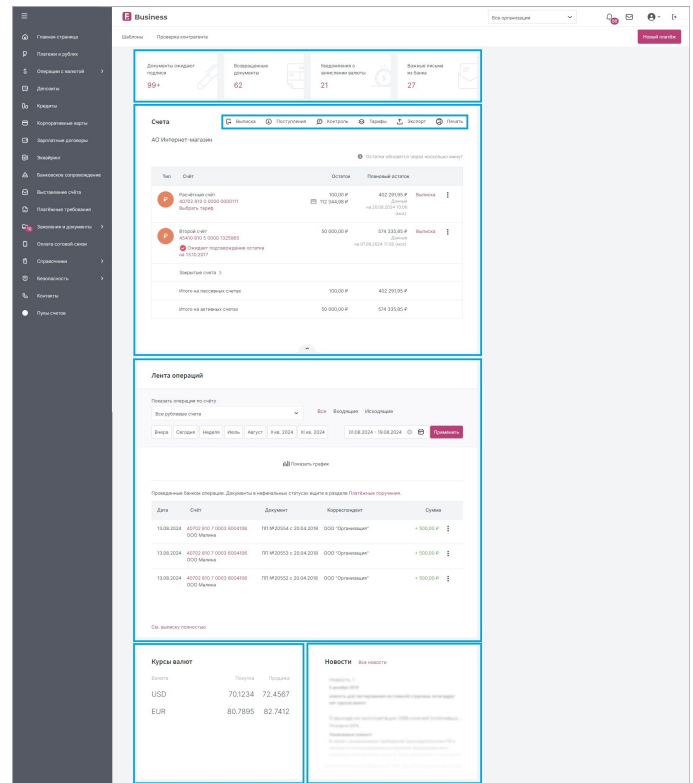 Business
Все организации
Главная страница
Платежи в рублях
Операции с валютой
Депозиты
Кредиты
Корпоративные карты
Зарплатные договоры
Эквайринг
Банковское сопровождение
Выставление счёта
Платёжные требования
Заявления и документы
Оплата сотовой связи
Справочники
Безопасность
Контакты
Пулы счетов
Шаблоны Проверка контрагента
Новый платёж
Документы ожидают подписи
99+
Возвращенные документы
62
Уведомления о зачислении валюты
21
Важные письма из банка
27
Счета
Выписка Поступления Контроль Тарифы Экспорт Печать
АО Интернет-магазин
Остатки обновятся через несколько минут
Тип Счёт Остаток Плановый остаток
Расчётный счёт 100,00 ₽ 402 291,95 ₽ Выписка
40702 810 0 0000 0000111 112 344,98 ₽ Данные
Выбрать тариф
Второй счёт 50 000,00 ₽ 574 335,85 ₽ Выписка
45410 810 5 0000 1325985 Данные
Ожидает подтверждения остатка
на 13.10.2017
Закрытые счета
Итого на пассивных счетах 100,00 ₽ 402 291,95 ₽
Итого на активных счетах 50 000,00 ₽ 574 335,85 ₽
Лента операций
Показать операции по счёту
Все рублевые счета
Все Входящие Исходящие
Вчера Сегодня Неделя Июль Август II кв. 2024 III кв. 2024 01.08.2024 - 19.08.2024 Применить
Показать график
Проведенные банком операции. Документы в нефинальных статусах ищите в разделе Платёжные поручения.
Дата Счёт Документ Корреспондент Сумма
13.08.2024 40702 810 7 0003 6004106 ПП №20554 с 20.04.2018 ООО "Организация" + 500,00 ₽
ООО Малина
13.08.2024 40702 810 7 0003 6004106 ПП №20553 с 20.04.2018 ООО "Организация" + 500,00 ₽
ООО Малина
13.08.2024 40702 810 7 0003 6004106 ПП №20552 с 20.04.2018 ООО "Организация" + 500,00 ₽
ООО Малина
См. выписку полностью
Курсы валют
Валюта Покупка Продажа
USD 70.1234 72.4567
EUR 80.7895 82.7412
Новости Все новости